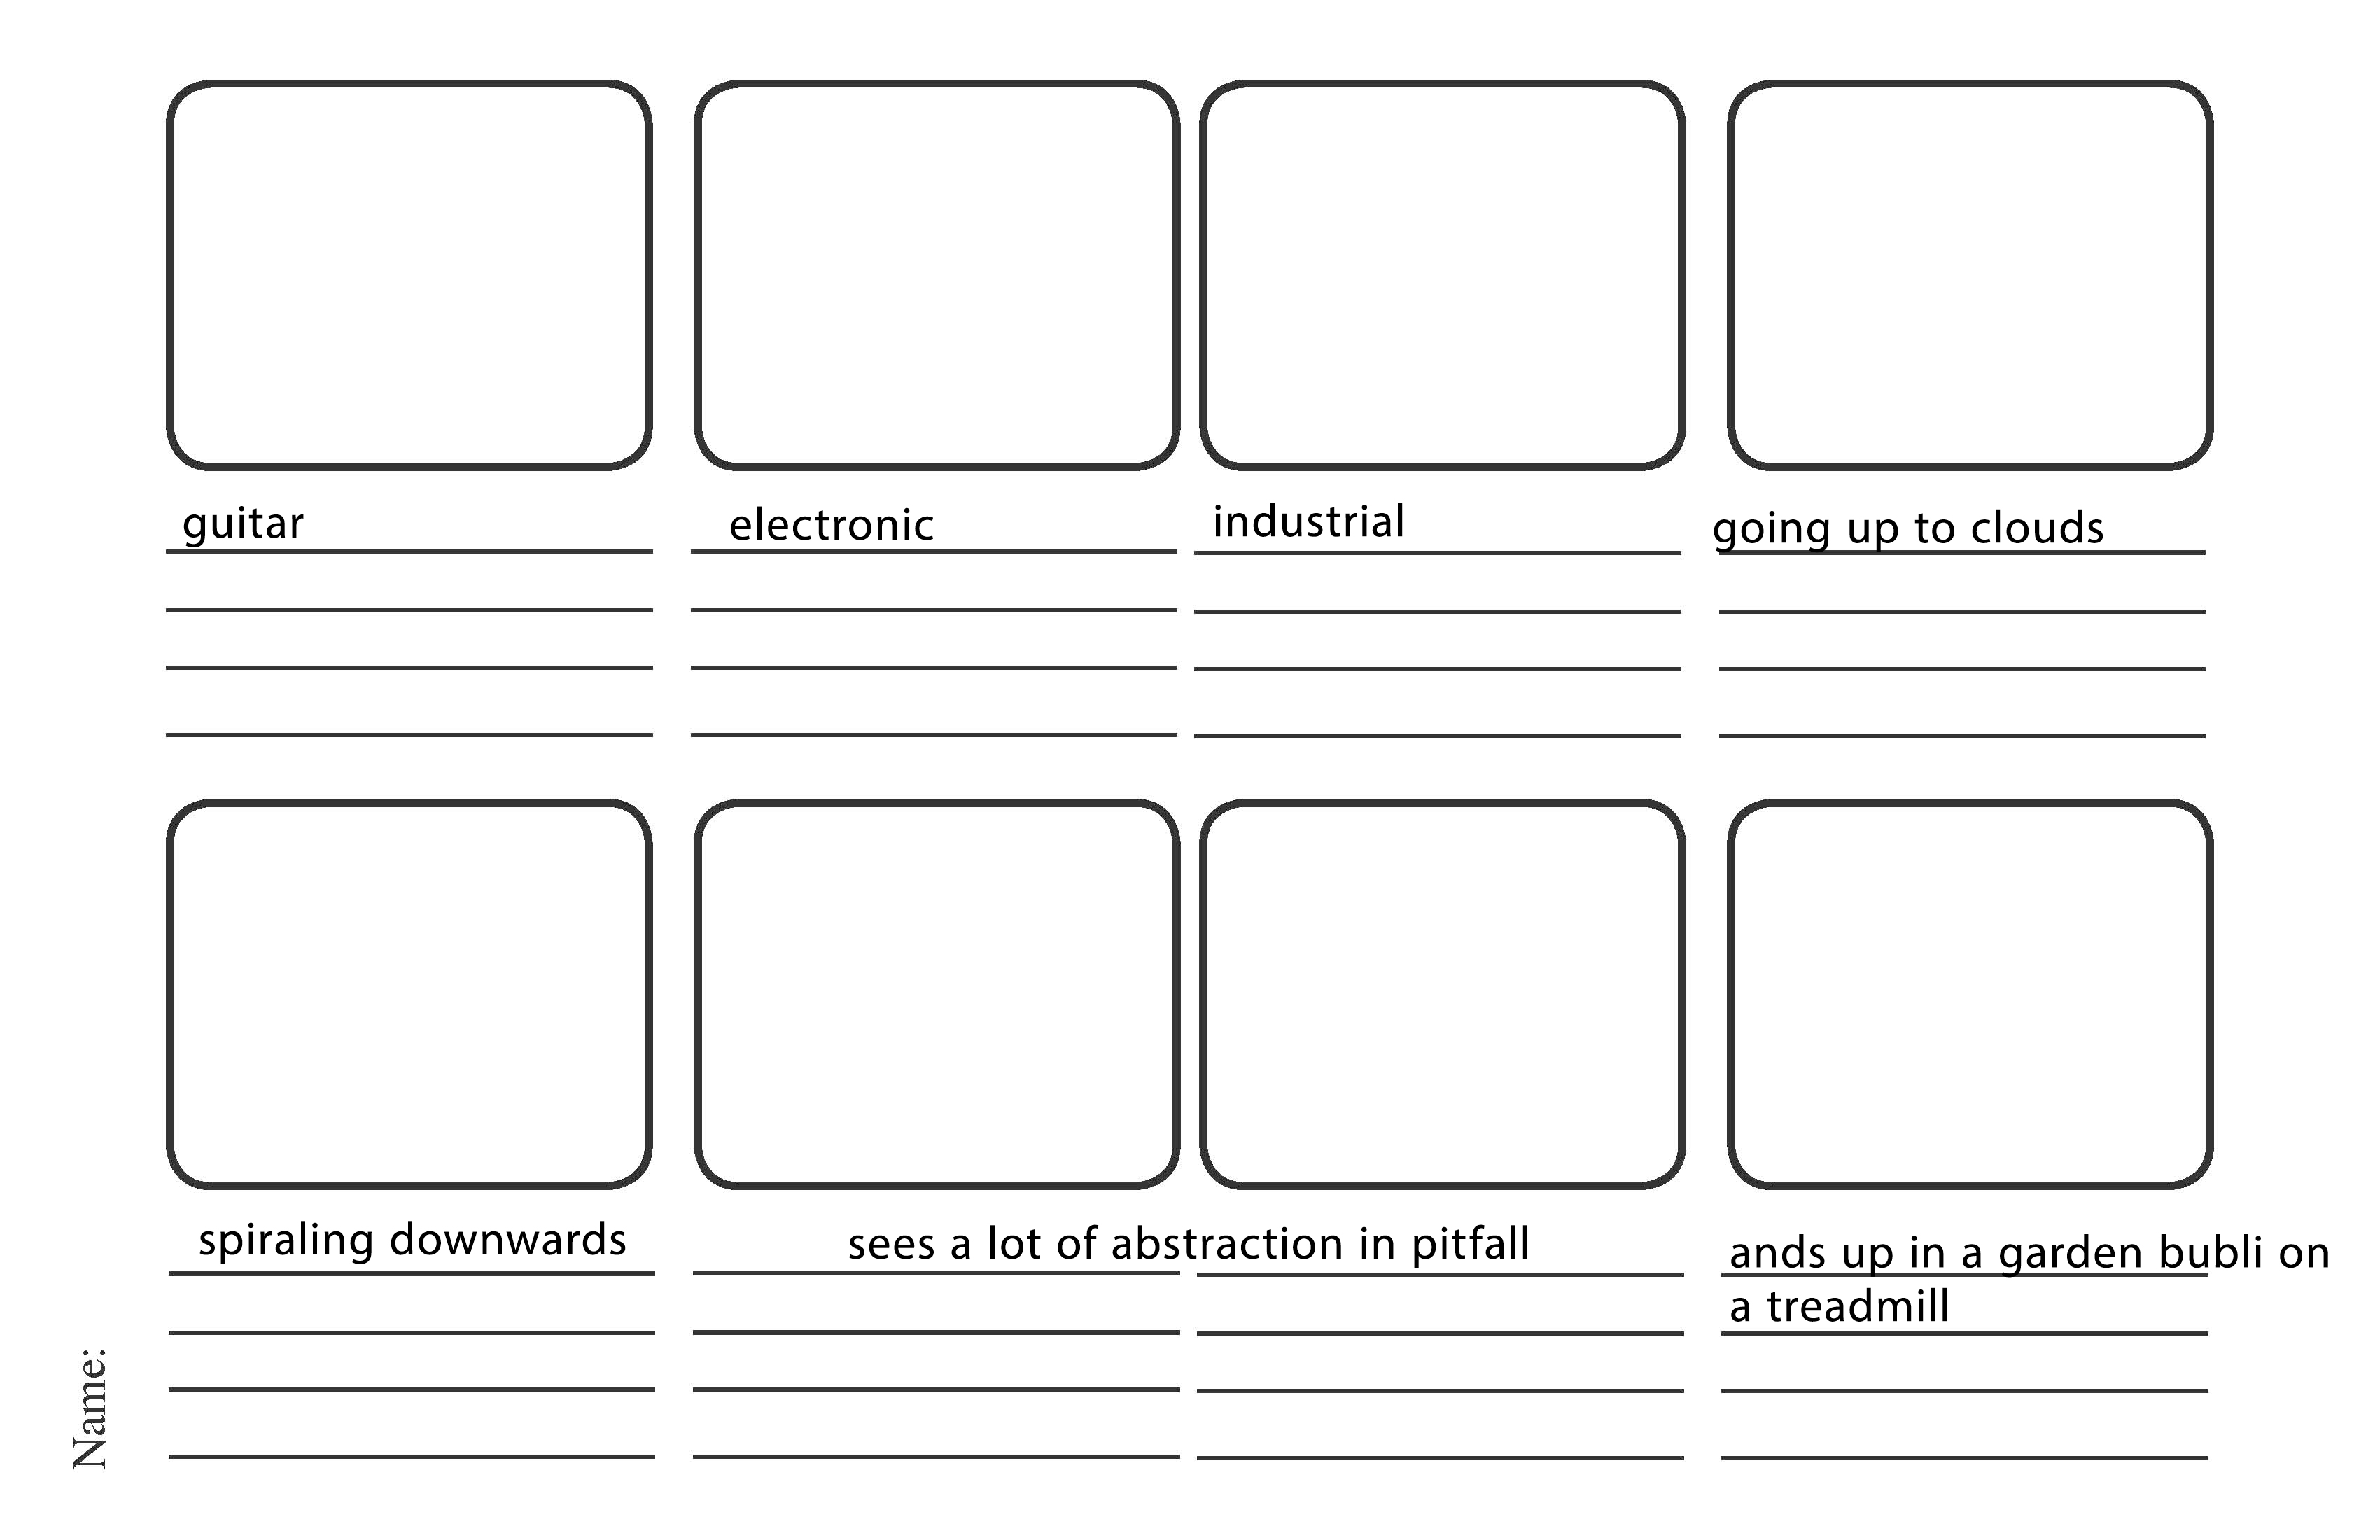 guitar
electronic
industrial
going up to clouds
spiraling downwards
sees a lot of abstraction in pitfall
ands up in a garden bubli on
a treadmill
Name: